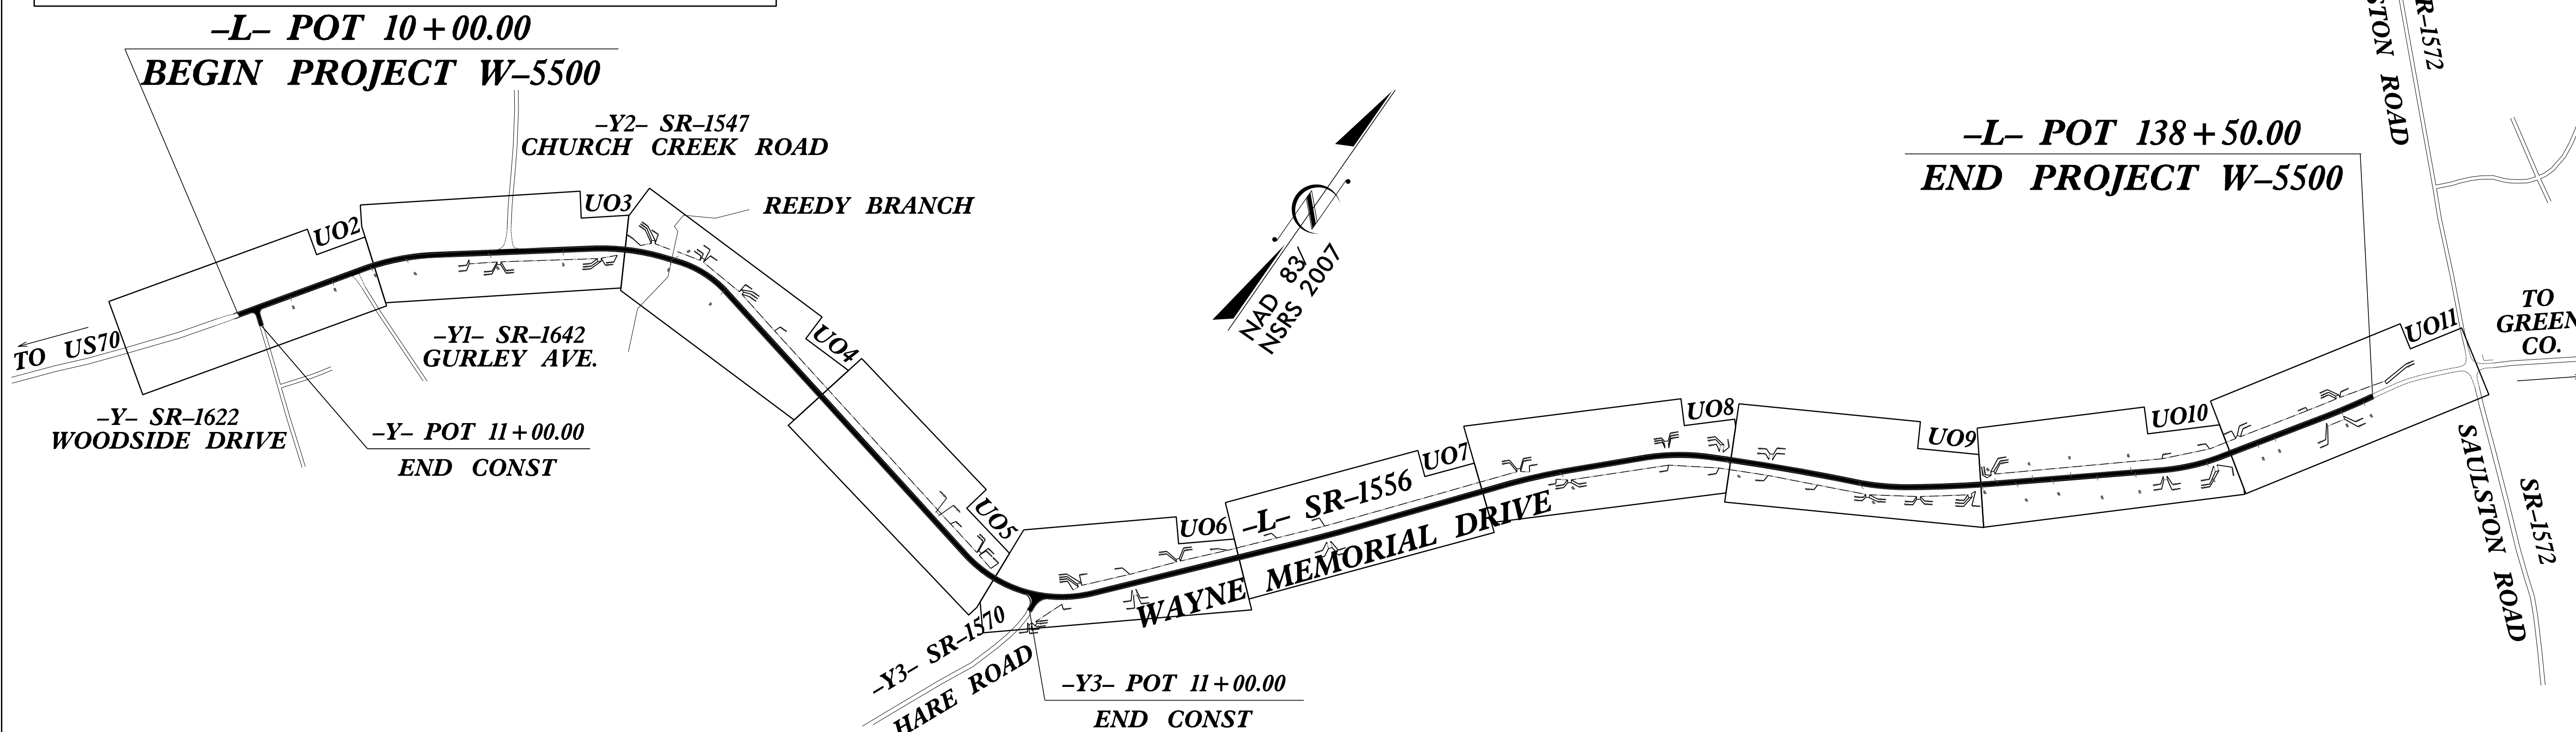 –L– POT 10+00.00
BEGIN PROJECT W–5500
–Y2– SR–1547
CHURCH CREEK ROAD
REEDY BRANCH
UO2
UO3
TO US70
–Y1– SR–1642
GURLEY AVE.
–Y– SR–1622
WOODSIDE DRIVE
–Y– POT 11+00.00
END CONST
UO4
UO5
NAD 83/
NSRS 2007
UO6
–L– SR–1556
WAYNE MEMORIAL DRIVE
UO7
UO8
UO9
UO10
UO11
–Y3– SR–1570
HARE ROAD
–Y3– POT 11+00.00
END CONST
–L– POT 138+50.00
END PROJECT W–5500
STON ROAD
R–1572
TO
GREEN
CO.
SAULSTON ROAD
SR–1572